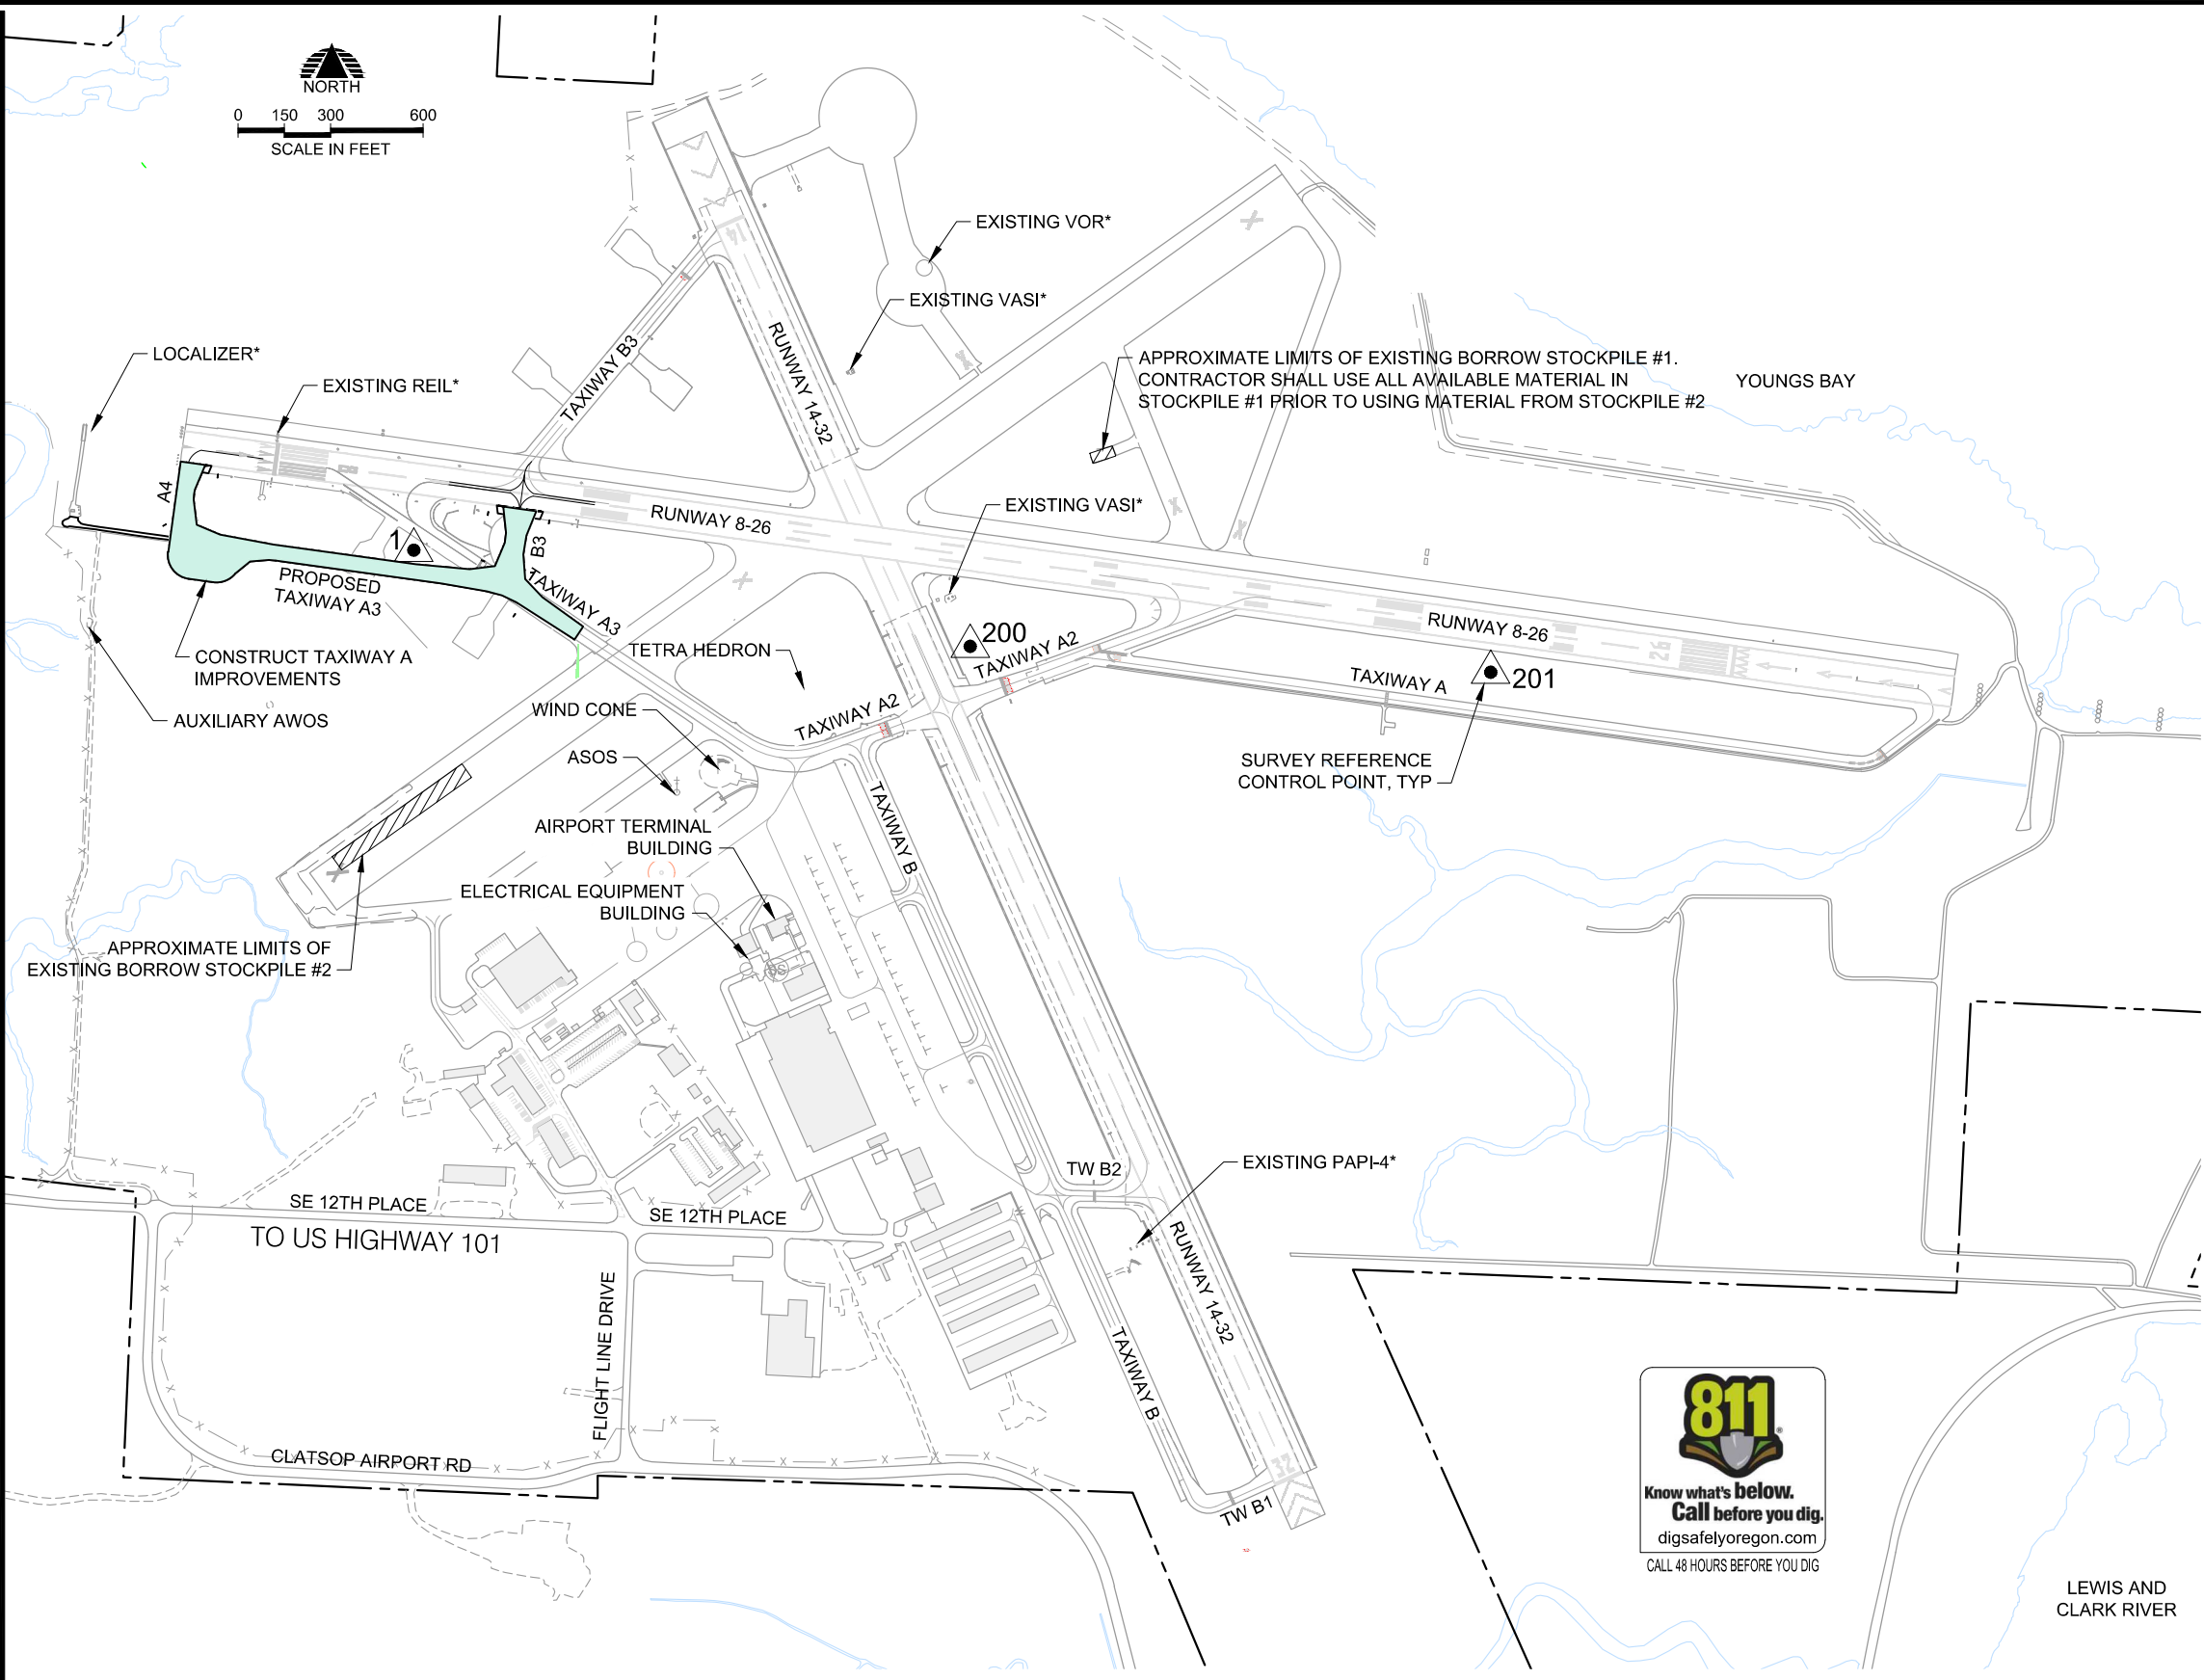 NORTH
0 150 300 600
SCALE IN FEET
EXISTING VOR*
EXISTING VASI*
LOCALIZER*
EXISTING REIL*
TAXIWAY B3
RUNWAY 14-32
14
APPROXIMATE LIMITS OF EXISTING BORROW STOCKPILE #1.
CONTRACTOR SHALL USE ALL AVAILABLE MATERIAL IN
STOCKPILE #1 PRIOR TO USING MATERIAL FROM STOCKPILE #2
YOUNGS BAY
A4
8
EXISTING VASI*
RUNWAY 8-26
1
B3
PROPOSED
TAXIWAY A3
TAXIWAY A3
200
TAXIWAY A2
RUNWAY 8-26
26
TETRA HEDRON
CONSTRUCT TAXIWAY A
IMPROVEMENTS
TAXIWAY A
201
AUXILIARY AWOS
WIND CONE
TAXIWAY A2
ASOS
SURVEY REFERENCE
CONTROL POINT, TYP
TAXIWAY B
AIRPORT TERMINAL
BUILDING
ELECTRICAL EQUIPMENT
BUILDING
APPROXIMATE LIMITS OF
EXISTING BORROW STOCKPILE #2
TW B2
EXISTING PAPI-4*
SE 12TH PLACE
SE 12TH PLACE
TO US HIGHWAY 101
RUNWAY 14-32
FLIGHT LINE DRIVE
TAXIWAY B
CLATSOP AIRPORT RD
32
TW B1
811
Know what's below.
Call before you dig.
digsafelyoregon.com
CALL 48 HOURS BEFORE YOU DIG
LEWIS AND
CLARK RIVER